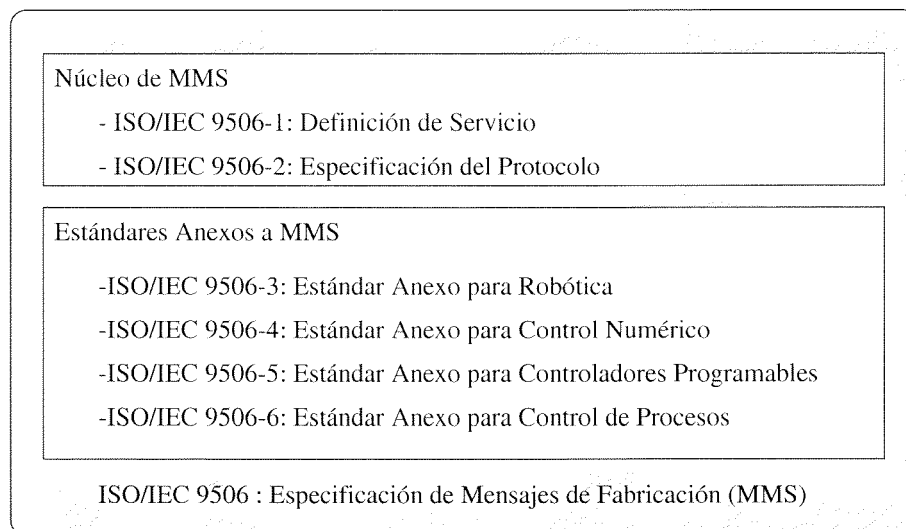 Núcleo de MMS
- ISO/IEC 9506-1: Definición de Servicio
- ISO/IEC 9506-2: Especificación del Protocolo
Estándares Anexos a MMS
-ISO/IEC 9506-3: Estándar Anexo para Robótica
-ISO/IEC 9506-4: Estándar Anexo para Control Numérico
-ISO/IEC 9506-5: Estándar Anexo para Controladores Programables
-ISO/IEC 9506-6: Estándar Anexo para Control de Procesos
ISO/IEC 9506 : Especificación de Mensajes de Fabricación (MMS)